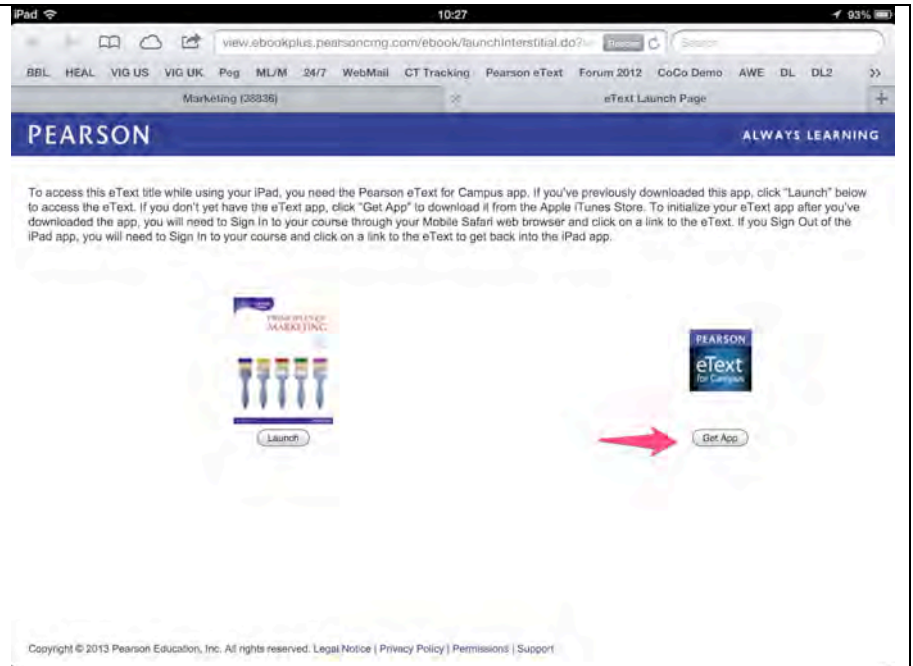 iPad 10:27 93%
view.ebookplus.pearsoncmg.com/ebook/launchInterstitial.do? Reader Search
BBL HEAL VIG US VIG UK Peg ML/M 24/7 WebMail CT Tracking Pearson eText Forum 2012 CoCo Demo AWE DL DL2 >>
Marketing (38836) eText Launch Page
PEARSON ALWAYS LEARNING
To access this eText title while using your iPad, you need the Pearson eText for Campus app. If you've previously downloaded this app, click "Launch" below
to access the eText. If you don't yet have the eText app, click "Get App" to download it from the Apple iTunes Store. To initialize your eText app after you've
downloaded the app, you will need to Sign In to your course through your Mobile Safari web browser and click on a link to the eText. If you Sign Out of the
iPad app, you will need to Sign In to your course and click on a link to the eText to get back into the iPad app.
PRINCIPLES OF
MARKETING
Launch
PEARSON
eText
for Campus
Get App
Copyright © 2013 Pearson Education, Inc. All rights reserved. Legal Notice | Privacy Policy | Permissions | Support